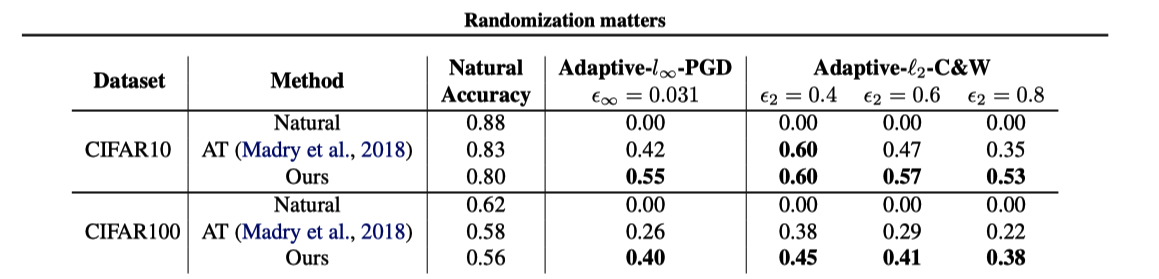 Randomization matters
Dataset Method Natural Accuracy Adaptive-l∞-PGD Adaptive-ℓ2-C&W
ϵ∞ = 0.031 ϵ2 = 0.4 ϵ2 = 0.6 ϵ2 = 0.8
Natural 0.88 0.00 0.00 0.00 0.00
CIFAR10 AT (Madry et al., 2018) 0.83 0.42 0.60 0.47 0.35
Ours 0.80 0.55 0.60 0.57 0.53
Natural 0.62 0.00 0.00 0.00 0.00
CIFAR100 AT (Madry et al., 2018) 0.58 0.26 0.38 0.29 0.22
Ours 0.56 0.40 0.45 0.41 0.38